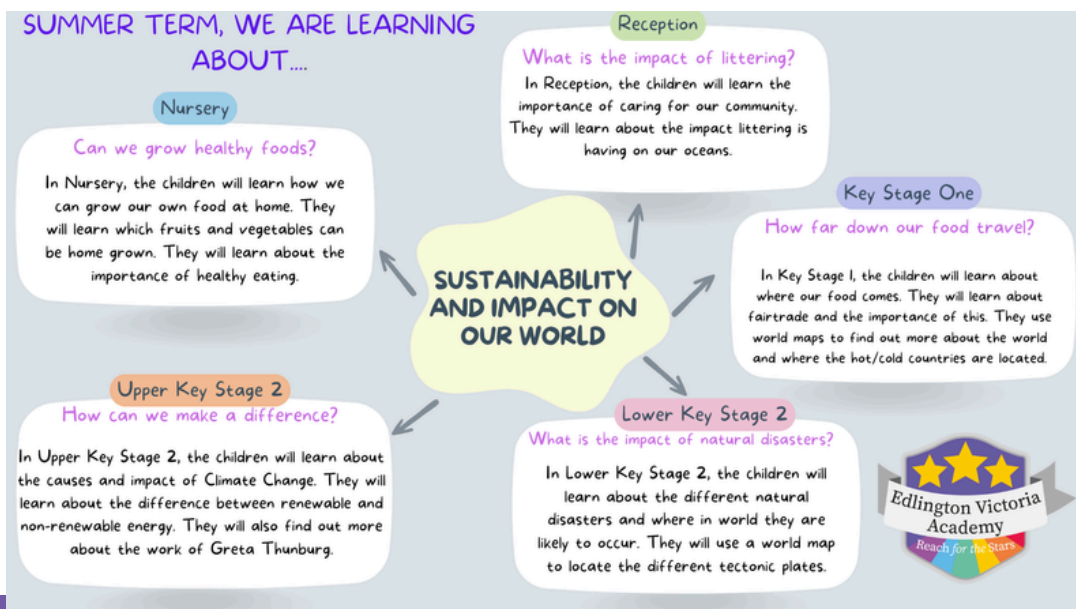 SUMMER TERM, WE ARE LEARNING
ABOUT....
Nursery
Can we grow healthy foods?
In Nursery, the children will learn how we
can grow our own food at home. They
will learn which fruits and vegetables can
be home grown. They will learn about the
importance of healthy eating.
Reception
What is the impact of littering?
In Reception, the children will learn the
importance of caring for our community.
They will learn about the impact littering is
having on our oceans.
Key Stage One
How far down our food travel?
In Key Stage 1, the children will learn about
where our food comes. They will learn about
fairtrade and the importance of this. They use
world maps to find out more about the world
and where the hot/cold countries are located.
SUSTAINABILITY
AND IMPACT ON
OUR WORLD
Upper Key Stage 2
How can we make a difference?
In Upper Key Stage 2, the children will learn about
the causes and impact of Climate Change. They will
learn about the difference between renewable and
non-renewable energy. They will also find out more
about the work of Greta Thunburg.
Lower Key Stage 2
What is the impact of natural disasters?
In Lower Key Stage 2, the children will
learn about the different natural
disasters and where in world they are
likely to occur. They will use a world map
to locate the different tectonic plates.
Edlington Victoria
Academy
Reach for the Stars